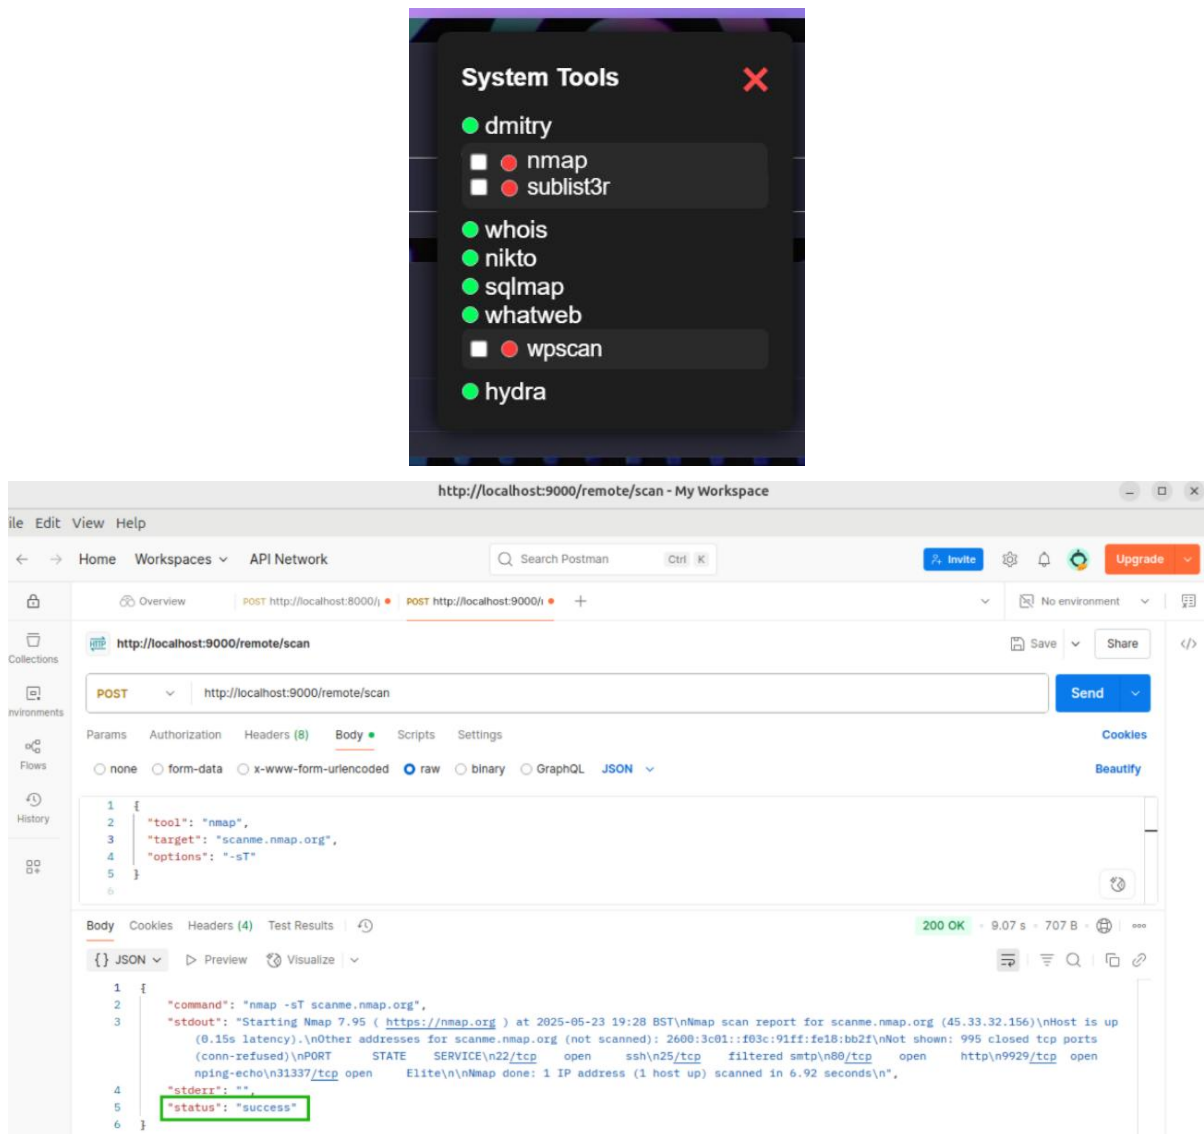 System Tools
dmitry
nmap
sublist3r
whois
nikto
sqlmap
whatweb
wpscan
hydra
http://localhost:9000/remote/scan - My Workspace
ile Edit View Help
Home Workspaces API Network Search Postman Ctrl K Invite Upgrade
Overview POST http://localhost:8000/ POST http://localhost:9000/ No environment
http://localhost:9000/remote/scan Save Share
Collections
POST http://localhost:9000/remote/scan Send
nvironments
Params Authorization Headers (8) Body Scripts Settings Cookies
Flows
none form-data x-www-form-urlencoded raw binary GraphQL JSON Beautify
History
1 {
2 "tool": "nmap",
3 "target": "scanme.nmap.org",
4 "options": "-sT"
5 }
6
Body Cookies Headers (4) Test Results 200 OK 9.07 s 707 B
{} JSON Preview Visualize
1 {
2 "command": "nmap -sT scanme.nmap.org",
3 "stdout": "Starting Nmap 7.95 ( https://nmap.org ) at 2025-05-23 19:28 BST\nNmap scan report for scanme.nmap.org (45.33.32.156)\nHost is up
(0.15s latency).\nOther addresses for scanme.nmap.org (not scanned): 2600:3c01::f03c:91ff:fe18:bb2f\nNot shown: 995 closed tcp ports
(conn-refused)\nPORT STATE SERVICE\n22/tcp open ssh\n25/tcp filtered smtp\n80/tcp open http\n9929/tcp open
nping-echo\n31337/tcp open Elite\n\nNmap done: 1 IP address (1 host up) scanned in 6.92 seconds\n",
4 "stderr": "",
5 "status": "success"
6 }